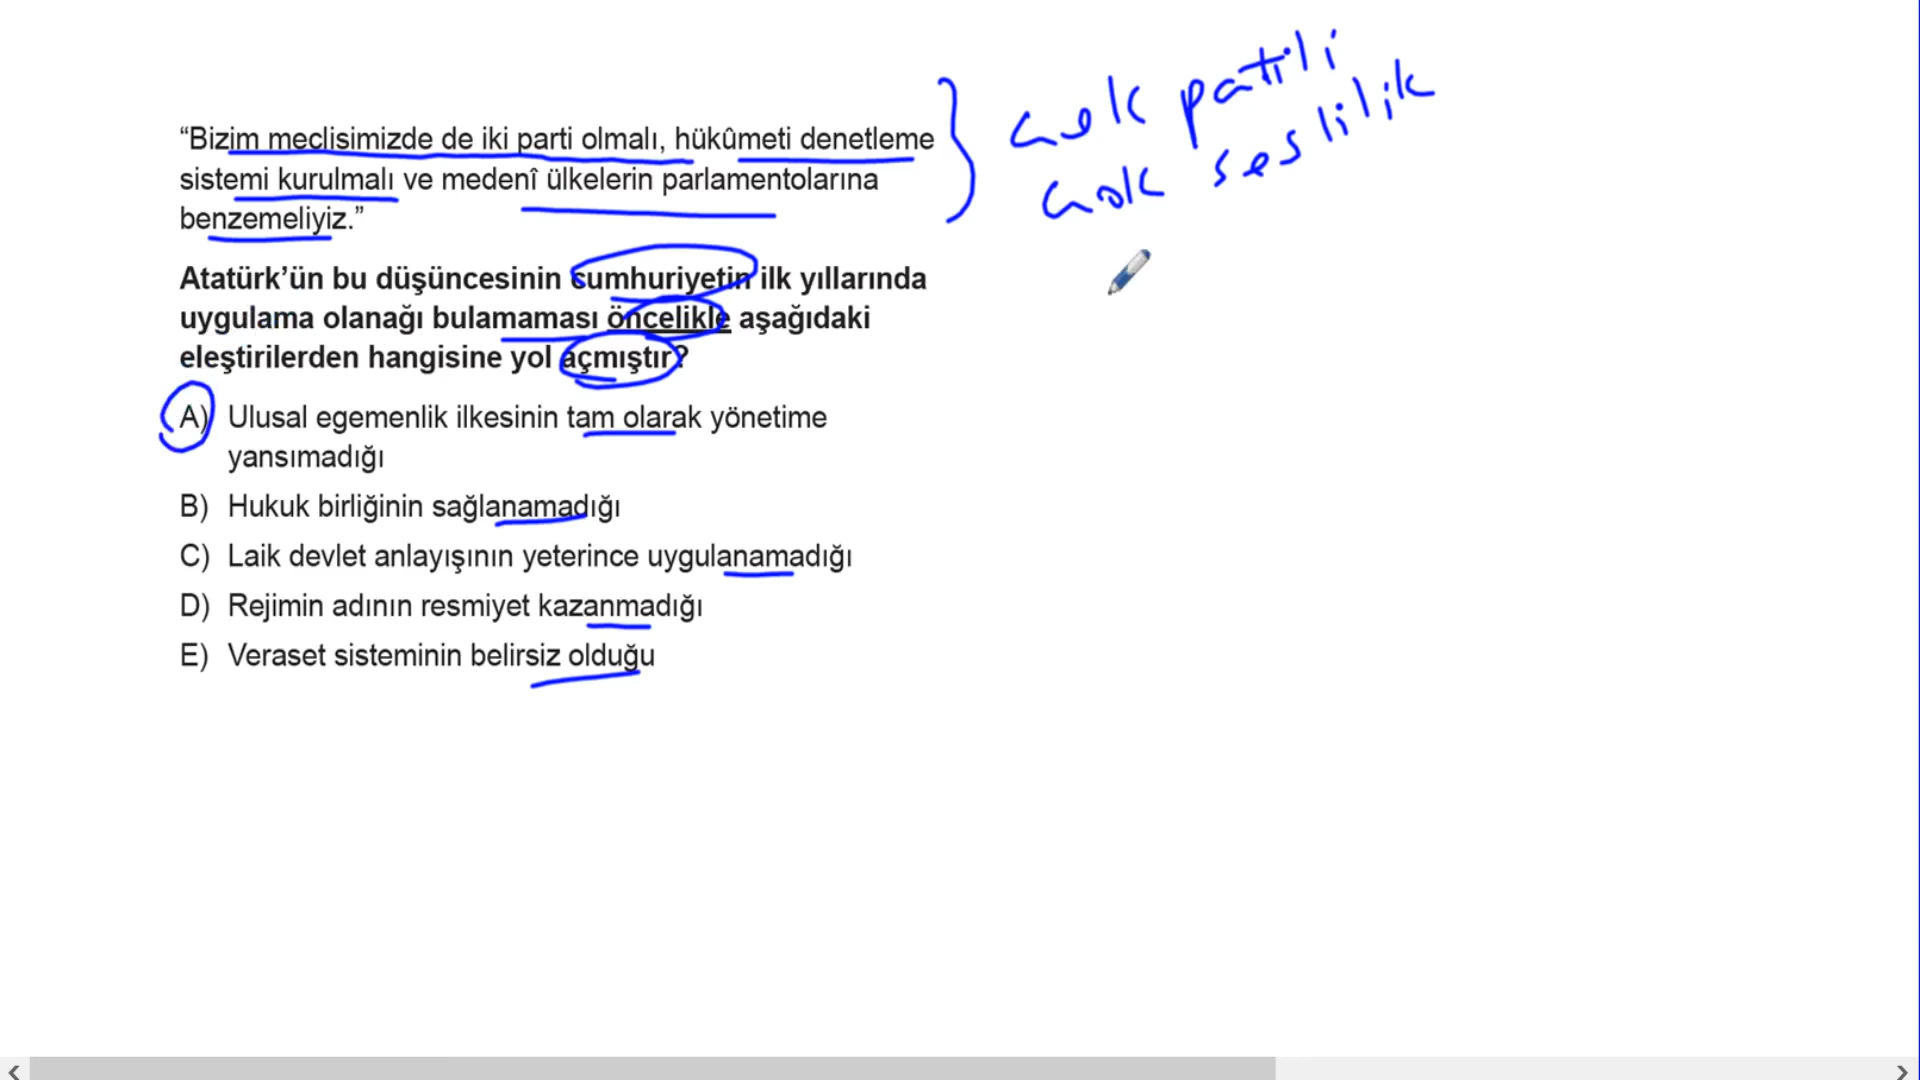 “Bizim meclisimizde de iki parti olmalı, hükûmeti denetleme
sistemi kurulmalı ve medenî ülkelerin parlamentolarına
benzemeliyiz.”
çok patili
çok seslilik
Atatürk’ün bu düşüncesinin cumhuriyetin ilk yıllarında
uygulama olanağı bulamaması öncelikle aşağıdaki
eleştirilerden hangisine yol açmıştır?
A) Ulusal egemenlik ilkesinin tam olarak yönetime
yansımadığı
B) Hukuk birliğinin sağlanamadığı
C) Laik devlet anlayışının yeterince uygulanamadığı
D) Rejimin adının resmiyet kazanmadığı
E) Veraset sisteminin belirsiz olduğu